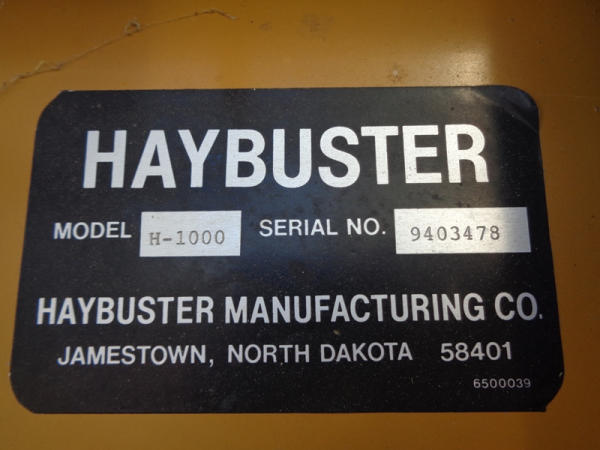 HAYBUSTER
MODEL H-1000 SERIAL NO. 9403478
HAYBUSTER MANUFACTURING CO.
JAMESTOWN, NORTH DAKOTA 58401
6500039